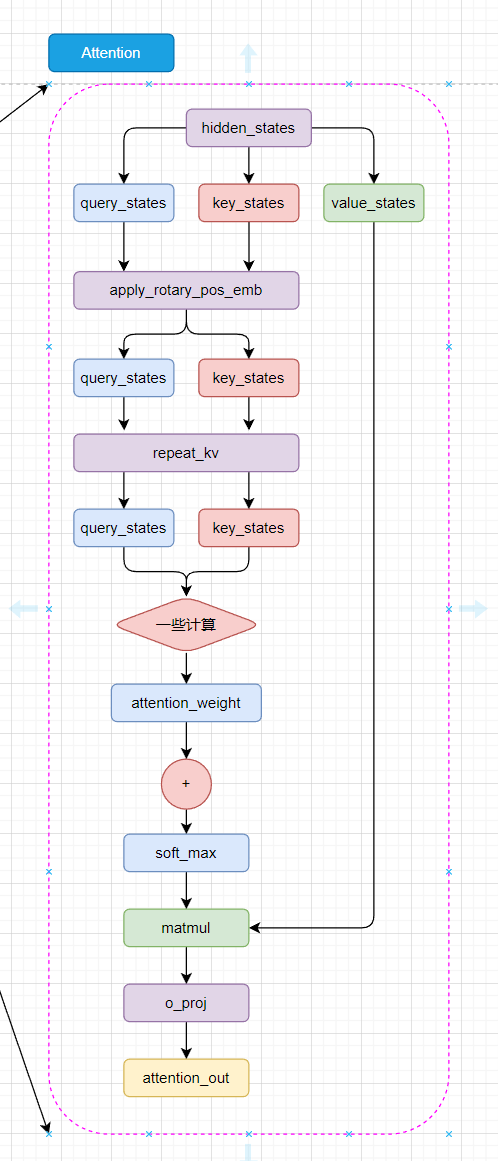 Attention
hidden_states
query_states
key_states
value_states
apply_rotary_pos_emb
query_states
key_states
repeat_kv
query_states
key_states
一些计算
attention_weight
+
soft_max
matmul
o_proj
attention_out